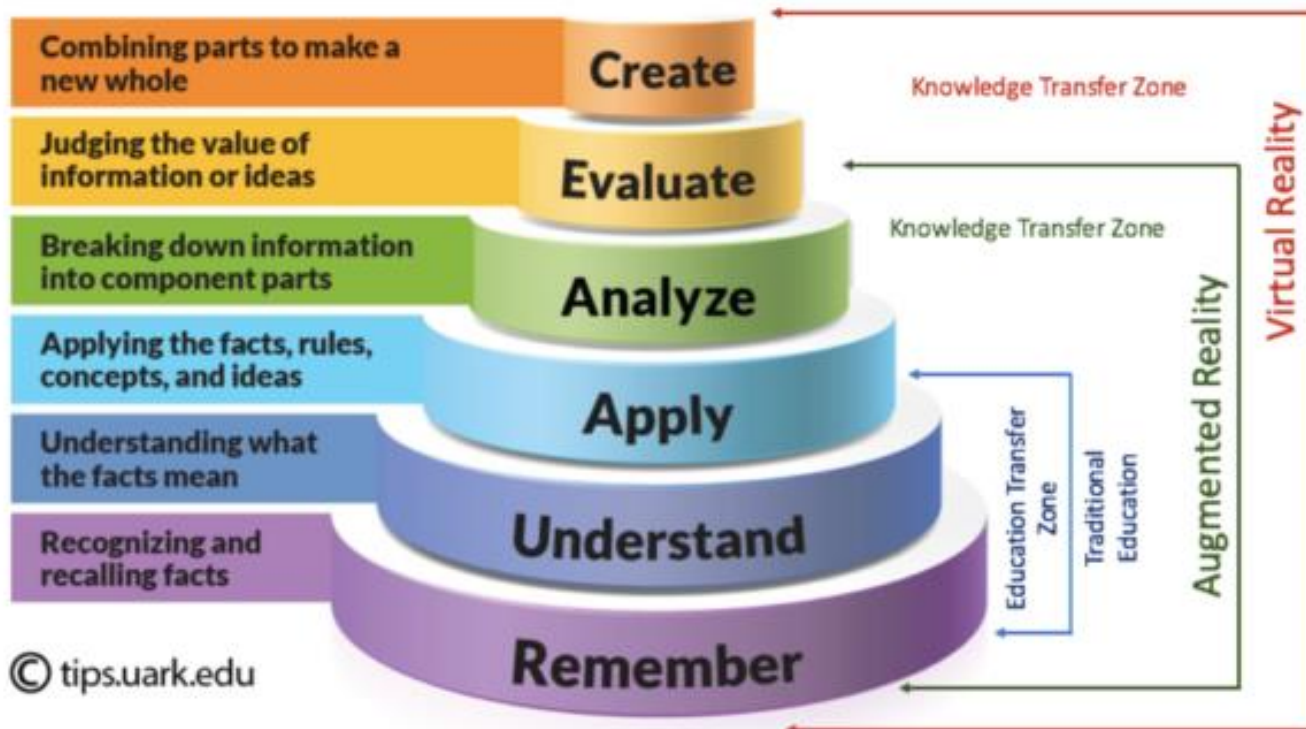 Combining parts to make a
new whole
Create
Knowledge Transfer Zone
Judging the value of
information or ideas
Evaluate
Knowledge Transfer Zone
Breaking down information
into component parts
Analyze
Applying the facts, rules,
concepts, and ideas
Apply
Understanding what
the facts mean
Understand
Recognizing and
recalling facts
Remember
Education Transfer
Zone
Traditional
Education
Augmented Reality
Virtual Reality
© tips.uark.edu